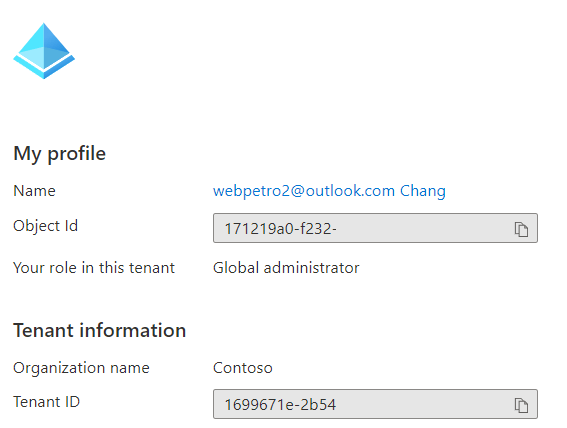 My profile
Name webpetro2@outlook.com Chang
Object Id 171219a0-f232-
Your role in this tenant Global administrator
Tenant information
Organization name Contoso
Tenant ID 1699671e-2b54